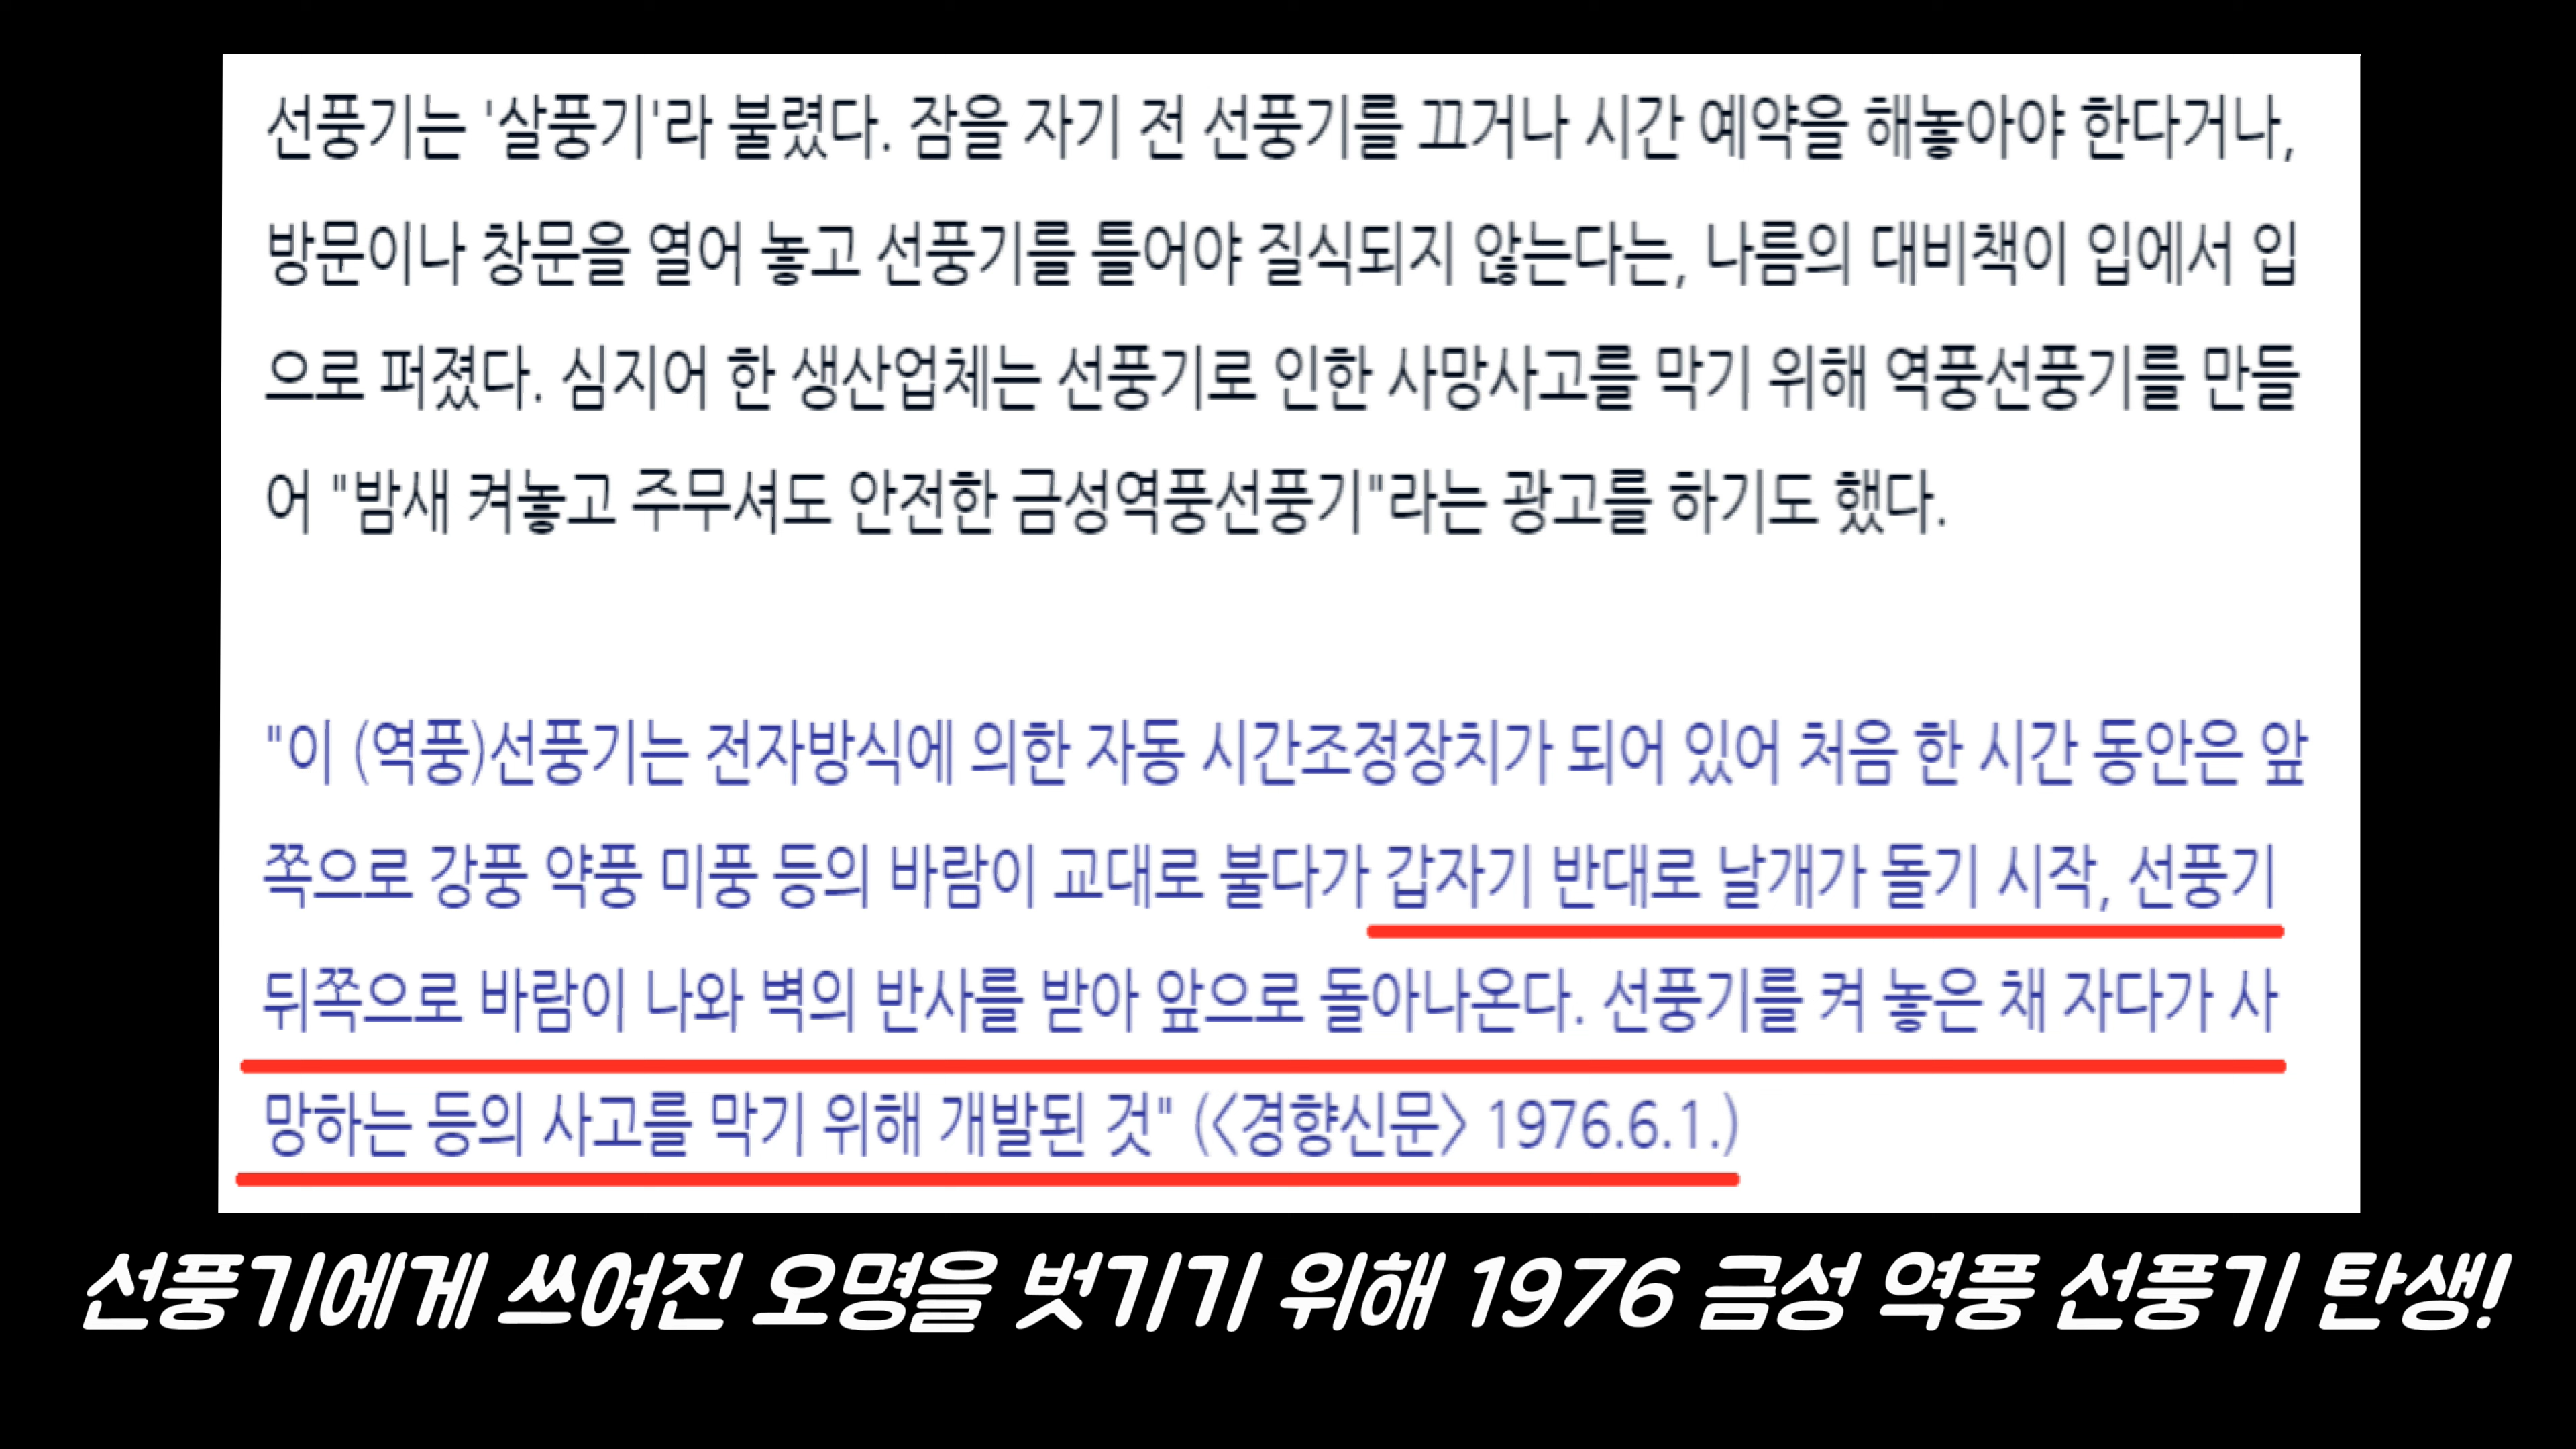 선풍기는 '살풍기'라 불렸다. 잠을 자기 전 선풍기를 끄거나 시간 예약을 해놓아야 한다거나,
방문이나 창문을 열어 놓고 선풍기를 틀어야 질식되지 않는다는, 나름의 대비책이 입에서 입
으로 퍼졌다. 심지어 한 생산업체는 선풍기로 인한 사망사고를 막기 위해 역풍선풍기를 만들
어 "밤새 켜놓고 주무셔도 안전한 금성역풍선풍기"라는 광고를 하기도 했다.
"이 (역풍)선풍기는 전자방식에 의한 자동 시간조정장치가 되어 있어 처음 한 시간 동안은 앞
쪽으로 강풍 약풍 미풍 등의 바람이 교대로 불다가 갑자기 반대로 날개가 돌기 시작, 선풍기
뒤쪽으로 바람이 나와 벽의 반사를 받아 앞으로 돌아나온다. 선풍기를 켜 놓은 채 자다가 사
망하는 등의 사고를 막기 위해 개발된 것" (<경향신문> 1976.6.1.)
선풍기에게 쓰여진 오명을 벗기기 위해 1976 금성 역풍 선풍기 탄생!